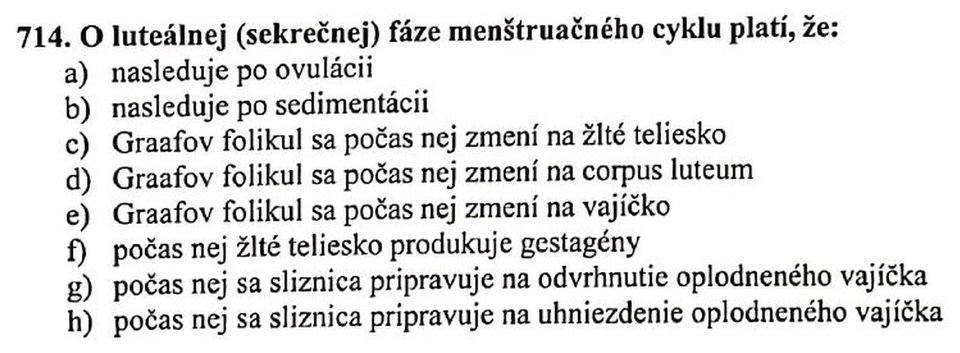 714. O luteálnej (sekrečnej) fáze menštruačného cyklu platí, že:
a) nasleduje po ovulácii
b) nasleduje po sedimentácii
c) Graafov folikul sa počas nej zmení na žlté teliesko
d) Graafov folikul sa počas nej zmení na corpus luteum
e) Graafov folikul sa počas nej zmení na vajíčko
f) počas nej žlté teliesko produkuje gestagény
g) počas nej sa sliznica pripravuje na odvrhnutie oplodneného vajíčka
h) počas nej sa sliznica pripravuje na uhniezdenie oplodneného vajíčka